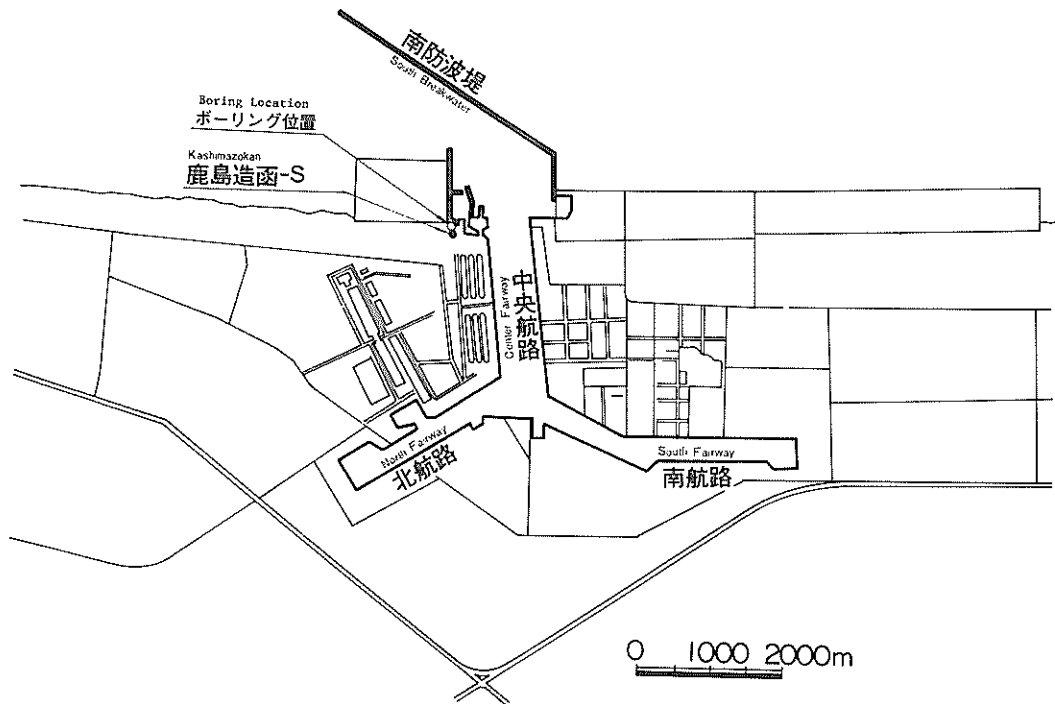 南防波堤
South Breakwater
Boring Location
ボーリング位置
Kashimazokan
鹿島造函-S
中央航路
Center Fairway
North Fairway
北航路
South Fairway
南航路
0 1000 2000m